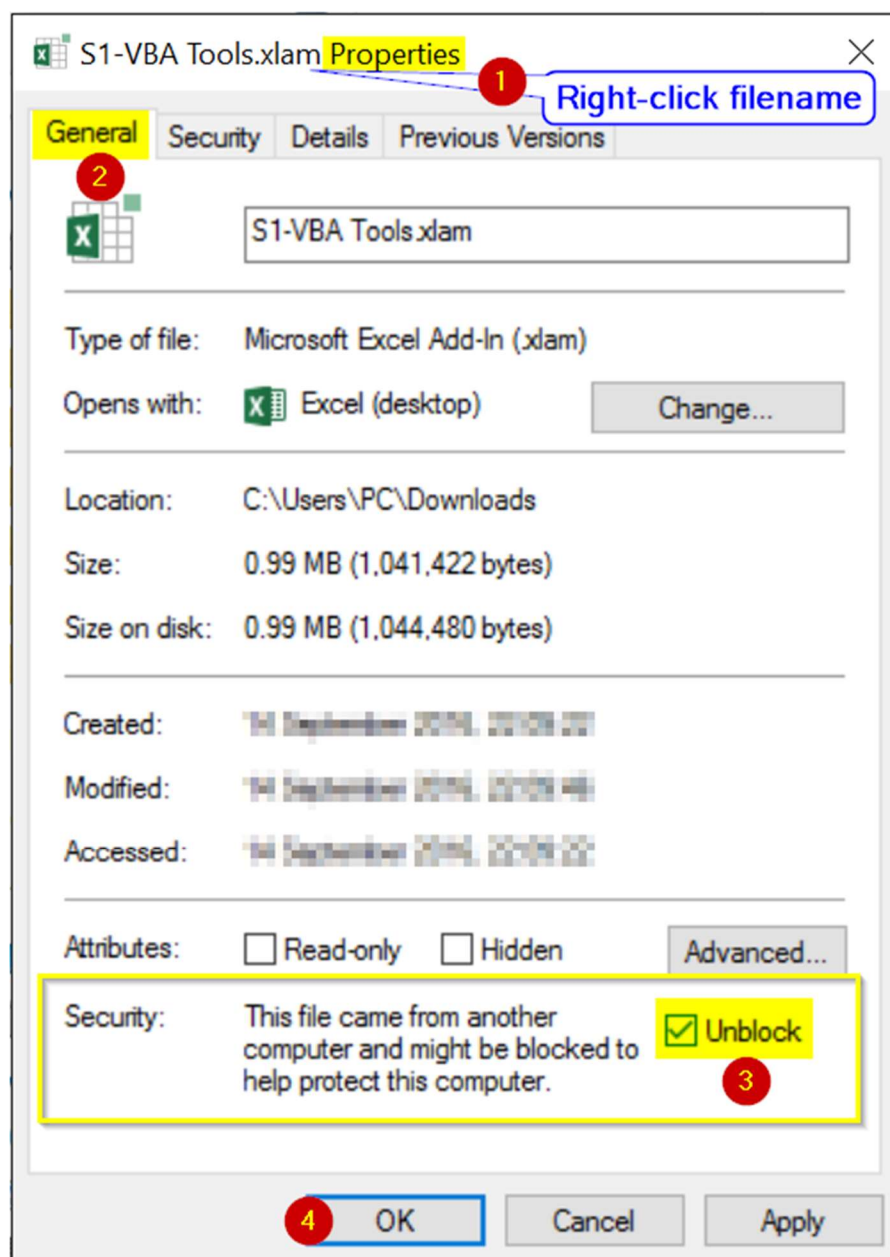 S1-VBA Tools.xlam Properties
1
Right-click filename
General Security Details Previous Versions
2
S1-VBA Tools.xlam
Type of file: Microsoft Excel Add-In (.xlam)
Opens with: Excel (desktop) Change...
Location: C:\Users\PC\Downloads
Size: 0.99 MB (1,041,422 bytes)
Size on disk: 0.99 MB (1,044,480 bytes)
Created:
Modified:
Accessed:
Attributes: Read-only Hidden Advanced...
Security: This file came from another
computer and might be blocked to
help protect this computer.
Unblock
3
4 OK Cancel Apply